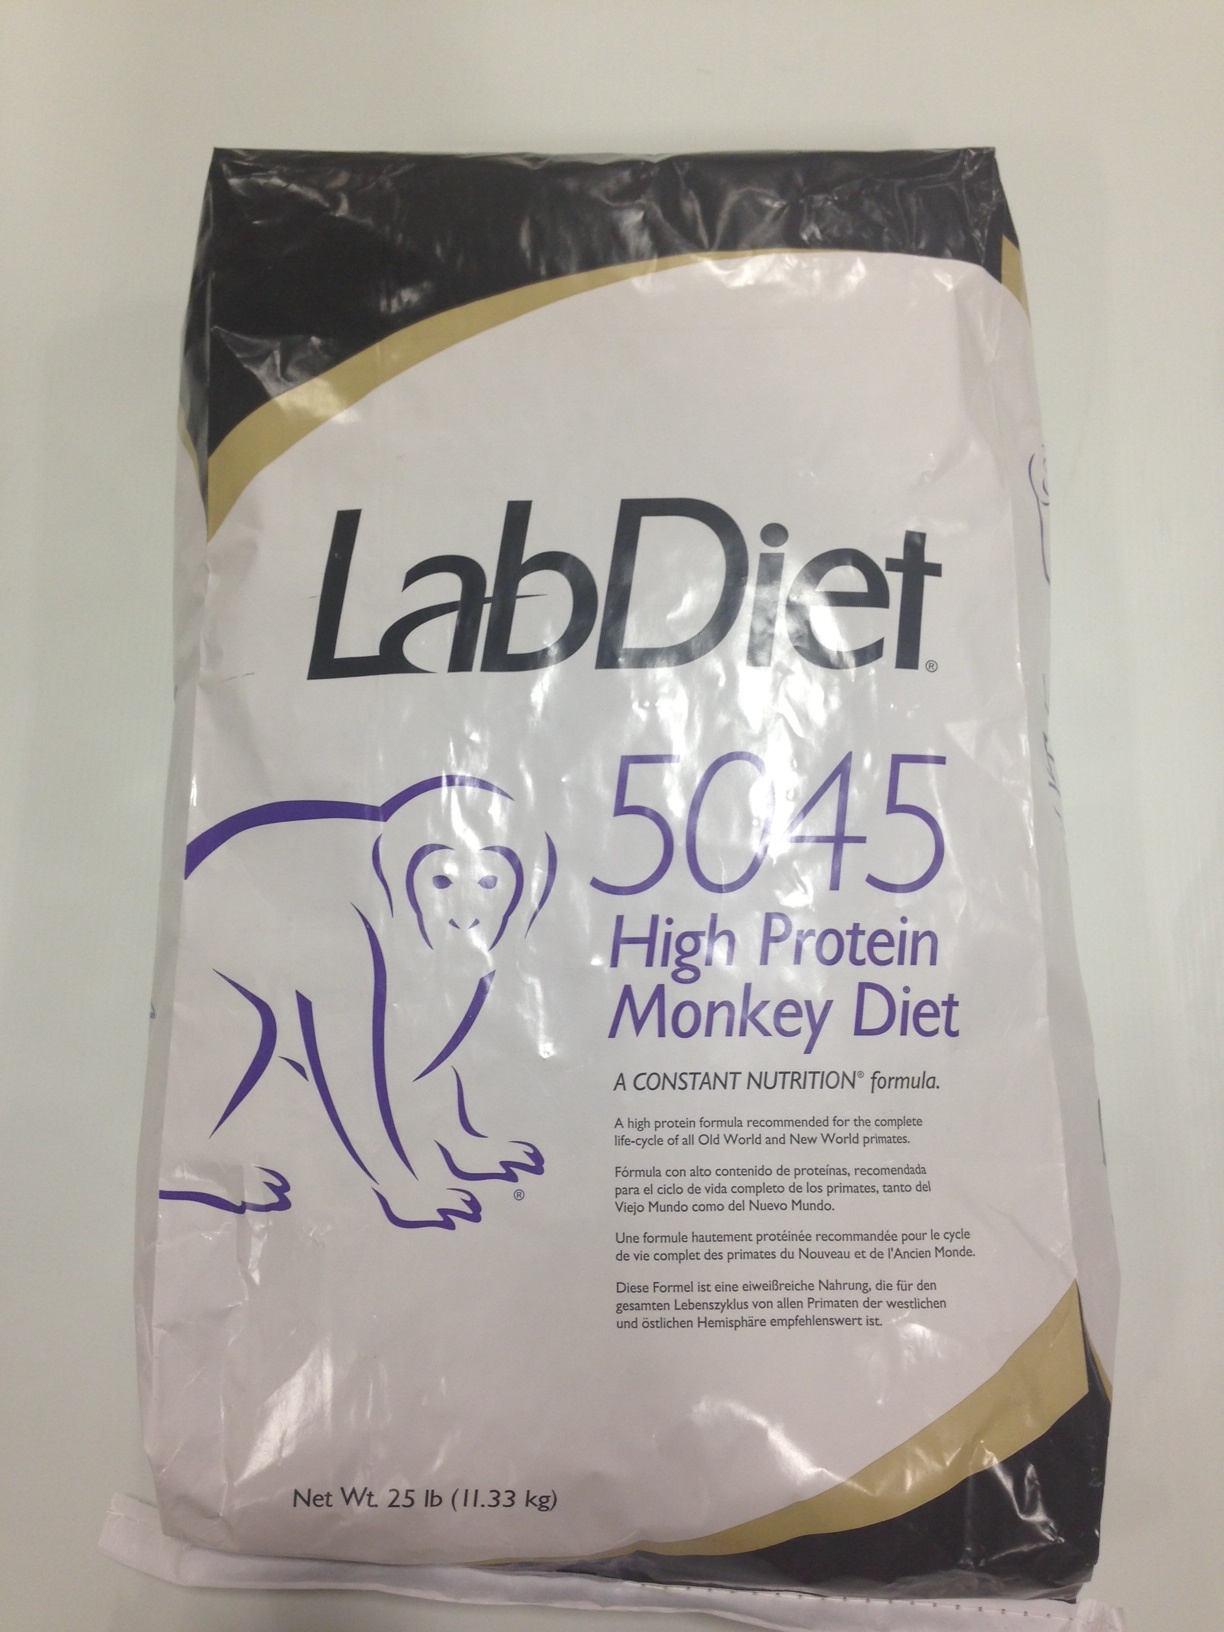 LabDiet®
5045
High Protein
Monkey Diet
A CONSTANT NUTRITION® formula.
A high protein formula recommended for the complete
life-cycle of all Old World and New World primates.
Fórmula con alto contenido de proteínas, recomendada
para el ciclo de vida completo de los primates, tanto del
Viejo Mundo como del Nuevo Mundo.
Une formule hautement protéinée recommandée pour le cycle
de vie complet des primates du Nouveau et de l'Ancien Monde.
Diese Formel ist eine eiweißreiche Nahrung, die für den
gesamten Lebenszyklus von allen Primaten der westlichen
und östlichen Hemisphäre empfehlenswert ist.
®
Net Wt. 25 lb (11.33 kg)